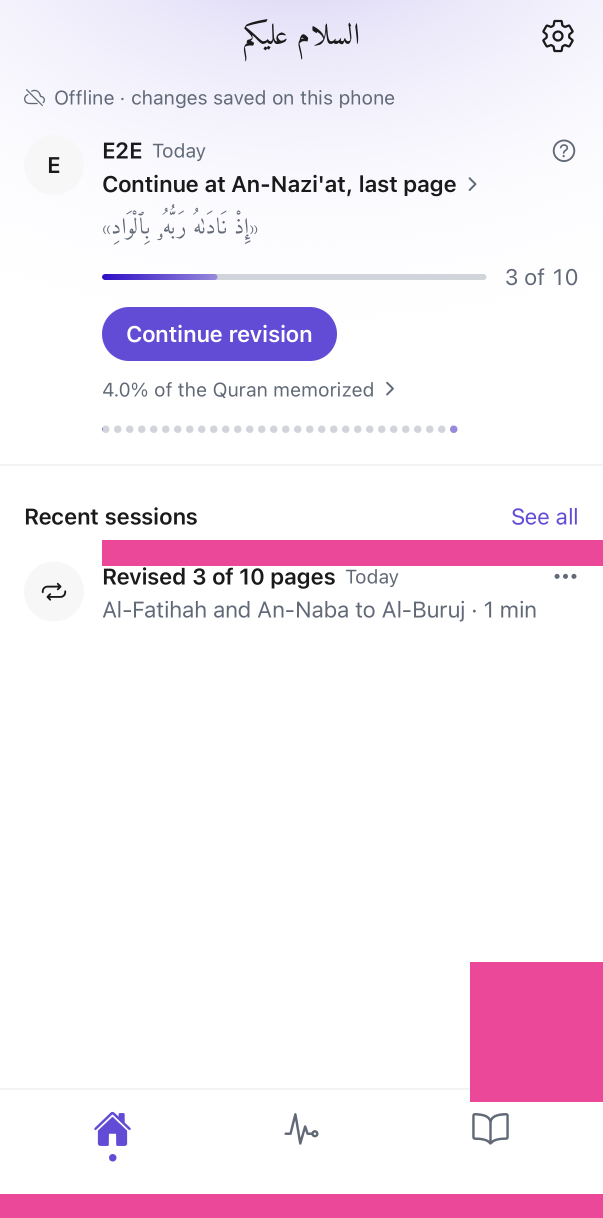 السلام عليكم
Offline · changes saved on this phone
E
E2E Today
Continue at An-Nazi'at, last page
«إِذْ نَادَىٰهُ رَبُّهُۥ بِٱلْوَادِ»
3 of 10
Continue revision
4.0% of the Quran memorized
Recent sessions See all
Revised 3 of 10 pages Today
Al-Fatihah and An-Naba to Al-Buruj · 1 min